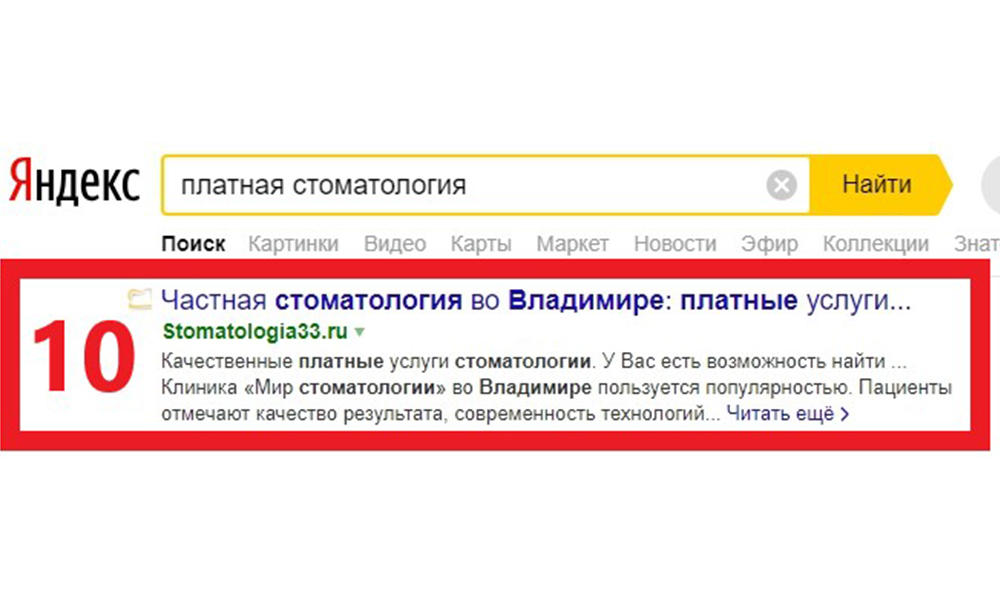 Яндекс
платная стоматология
Найти
Поиск Картинки Видео Карты Маркет Новости Эфир Коллекции Знат
10
Частная стоматология во Владимире: платные услуги...
Stomatologia33.ru
Качественные платные услуги стоматологии. У Вас есть возможность найти ...
Клиника «Мир стоматологии» во Владимире пользуется популярностью. Пациенты
отмечают качество результата, современность технологий... Читать ещё >